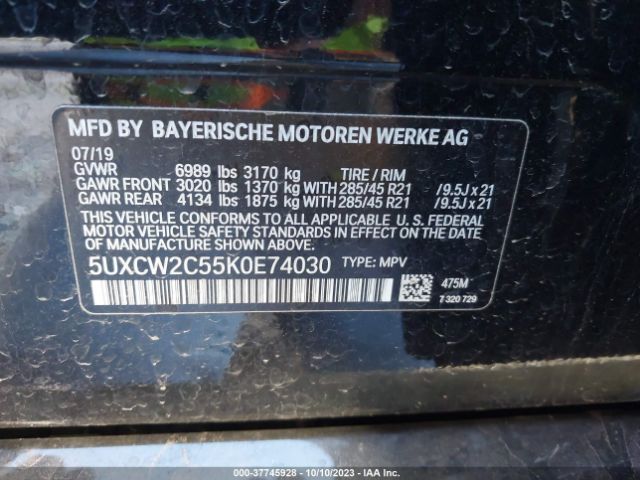 MFD BY BAYERISCHE MOTOREN WERKE AG
07/19
GVWR 6989 lbs 3170 kg TIRE / RIM
GAWR FRONT 3020 lbs 1370 kg WITH 285/45 R21 /9.5J x 21
GAWR REAR 4134 lbs 1875 kg WITH 285/45 R21 /9.5J x 21
THIS VEHICLE CONFORMS TO ALL APPLICABLE U. S. FEDERAL
MOTOR VEHICLE SAFETY STANDARDS IN EFFECT
ON THE DATE OF MANUFACTURE SHOWN ABOVE.
5UXCW2C55K0E74030 TYPE: MPV
475M
7 320 729
000-37745928 | 10/10/2023 | IAA Inc.